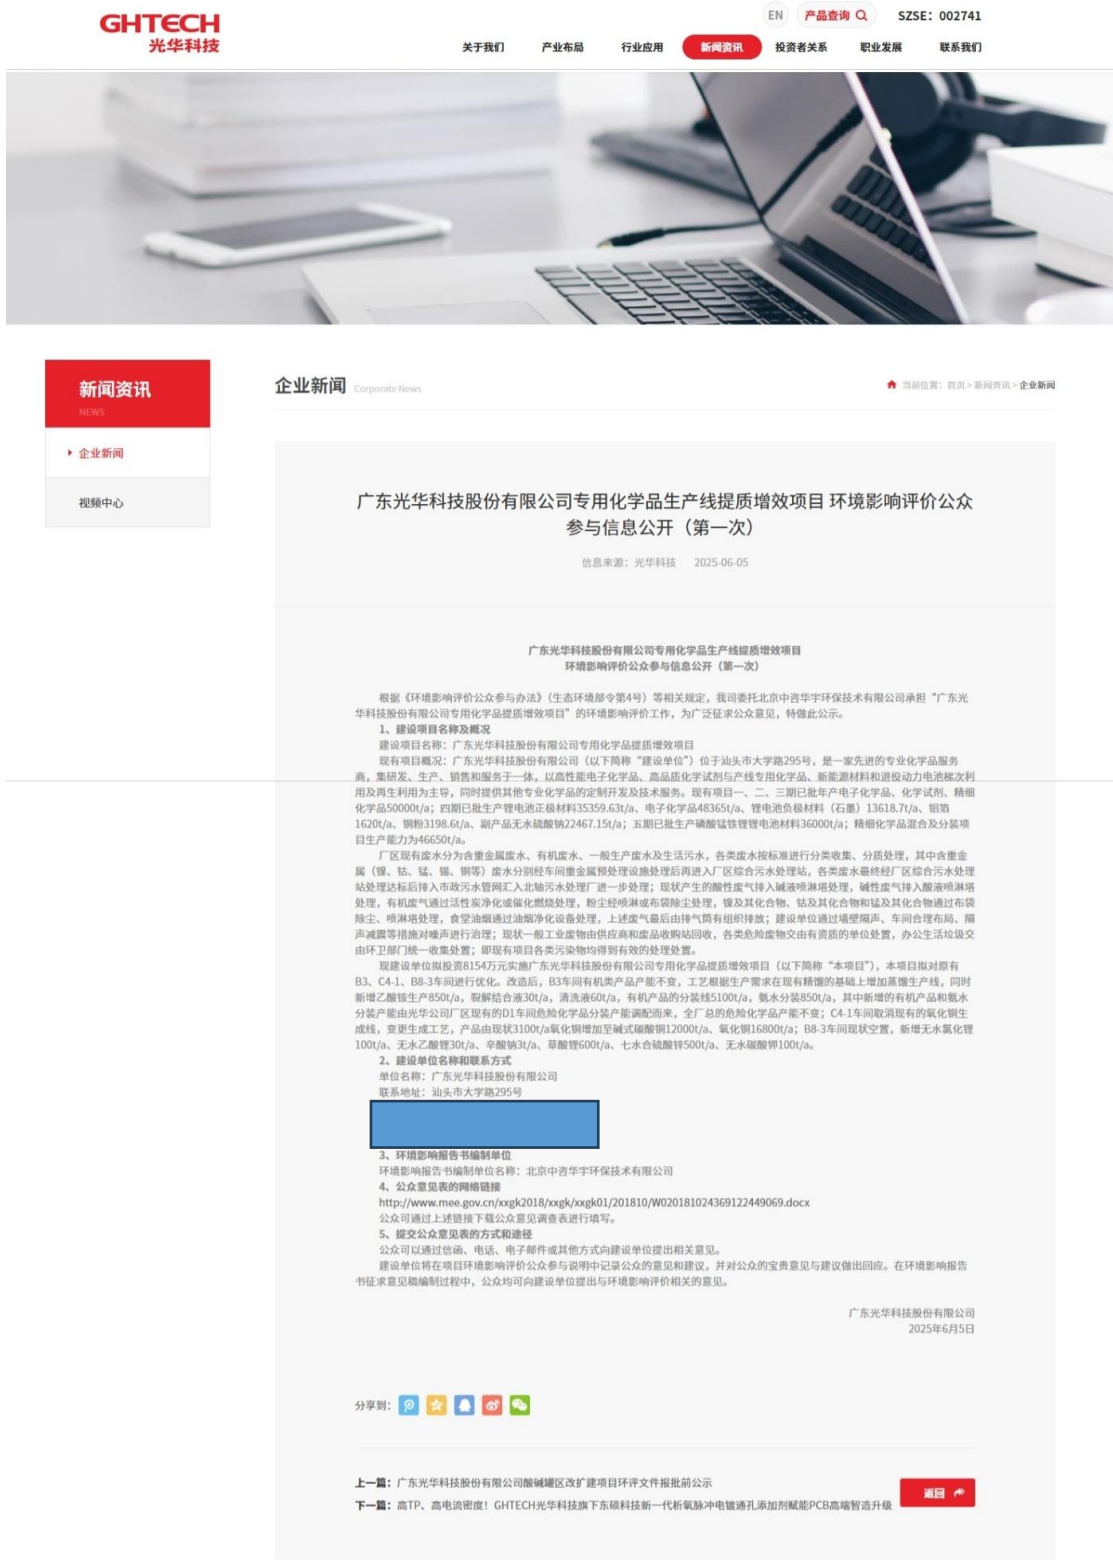 GHTECH
光华科技
EN 产品查询 SZSE：002741
关于我们 产业布局 行业应用 新闻资讯 投资者关系 职业发展 联系我们
新闻资讯
NEWS
企业新闻
视频中心
企业新闻 Corporate News
当前位置：首页 > 新闻资讯 > 企业新闻
广东光华科技股份有限公司专用化学品生产线提质增效项目 环境影响评价公众
参与信息公开（第一次）
信息来源：光华科技 2025-06-05
广东光华科技股份有限公司专用化学品生产线提质增效项目
环境影响评价公众参与信息公开（第一次）
根据《环境影响评价公众参与办法》（生态环境部令第4号）等相关规定，我司委托北京中咨华宇环保技术有限公司承担“广东光
华科技股份有限公司专用化学品提质增效项目”的环境影响评价工作，为广泛征求公众意见，特做此公示。
1、建设项目名称及概况
建设项目名称：广东光华科技股份有限公司专用化学品提质增效项目
现有项目概况：广东光华科技股份有限公司（以下简称“建设单位”）位于汕头市大学路295号，是一家先进的专业化学品服务
商，集研发、生产、销售和服务于一体，以高性能电子化学品、高品质化学试剂与产线专用化学品、新能源材料和退役动力电池梯次利
用及再生利用为主导，同时提供其他专业化学品的定制开发及技术服务。现有项目一、二、三期已批年产电子化学品、化学试剂、精细
化学品50000t/a；四期已批生产锂电池正极材料35359.63t/a、电子化学品48365t/a、锂电池负极材料（石墨）13618.7t/a、铝箔
1620t/a、铜粉3198.6t/a、副产品无水硫酸钠22467.15t/a；五期已批生产磷酸锰铁锂锂电池材料36000t/a；精细化学品混合及分装项
目生产能力为46650t/a。
厂区现有废水分为含重金属废水、有机废水、一般生产废水及生活污水，各类废水按标准进行分类收集、分质处理，其中含重金
属（镍、钴、锰、锡、铜等）废水分别经车间重金属预处理设施处理后再进入厂区综合污水处理站，各类废水最终经厂区综合污水处理
站处理达标后排入市政污水管网汇入北轴污水处理厂进一步处理；现状产生的酸性废气排入碱液喷淋塔处理，碱性废气排入酸液喷淋塔
处理，有机废气通过活性炭净化或催化燃烧处理，粉尘经喷淋或布袋除尘处理，镍及其化合物、钴及其化合物和锰及其化合物通过布袋
除尘、喷淋塔处理，食堂油烟通过油烟净化设备处理，上述废气最后由排气筒有组织排放；建设单位通过墙壁隔声、车间合理布局、隔
声减震等措施对噪声进行治理；现状一般工业废物由供应商和废品收购站回收，各类危险废物交由有资质的单位处置，办公生活垃圾交
由环卫部门统一收集处置；即现有项目各类污染物均得到有效的处理处置。
现建设单位拟投资8154万元实施广东光华科技股份有限公司专用化学品提质增效项目（以下简称“本项目”），本项目拟对原有
B3、C4-1、B8-3车间进行优化。改造后，B3车间有机类产品产能不变，工艺根据生产需求在现有精馏的基础上增加蒸馏生产线，同时
新增乙酸铵生产850t/a，裂解结合液30t/a，清洗液60t/a，有机产品的分装线5100t/a，氨水分装850t/a，其中新增的有机产品和氨水
分装产能由光华公司厂区现有的D1车间危险化学品分装产能调配而来，全厂总的危险化学品产能不变；C4-1车间取消现有的氧化铜生
成线，变更生成工艺，产品由现状3100t/a氧化铜增加至碱式碳酸铜12000t/a、氧化铜16800t/a；B8-3车间现状空置，新增无水氯化锂
100t/a、无水乙酸锂30t/a、辛酸钠3t/a、草酸锂600t/a、七水合硫酸锌500t/a、无水碳酸钾100t/a。
2、建设单位名称和联系方式
单位名称：广东光华科技股份有限公司
联系地址：汕头市大学路295号
3、环境影响报告书编制单位
环境影响报告书编制单位名称：北京中咨华宇环保技术有限公司
4、公众意见表的网络链接
http://www.mee.gov.cn/xxgk2018/xxgk/xxgk01/201810/W020181024369122449069.docx
公众可通过上述链接下载公众意见调查表进行填写。
5、提交公众意见表的方式和途径
公众可以通过信函、电话、电子邮件或其他方式向建设单位提出相关意见。
建设单位将在项目环境影响评价公众参与说明中记录公众的意见和建议，并对公众的宝贵意见与建议做出回应。在环境影响报告
书征求意见稿编制过程中，公众均可向建设单位提出与环境影响评价相关的意见。
广东光华科技股份有限公司
2025年6月5日
分享到：
上一篇：广东光华科技股份有限公司酸碱罐区改扩建项目环评文件报批前公示
下一篇：高TP、高电流密度！GHTECH光华科技旗下东硕科技新一代析氧脉冲电镀通孔添加剂赋能PCB高端智造升级
返回